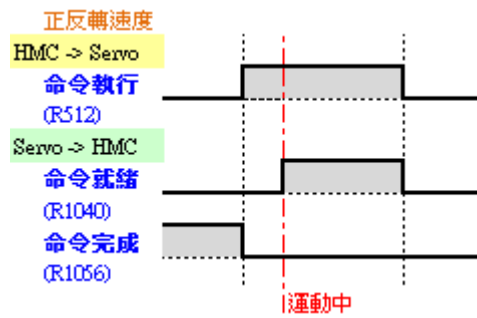 正反轉速度
HMC -> Servo
命令執行
(R512)
Servo -> HMC
命令就緒
(R1040)
命令完成
(R1056)
運動中